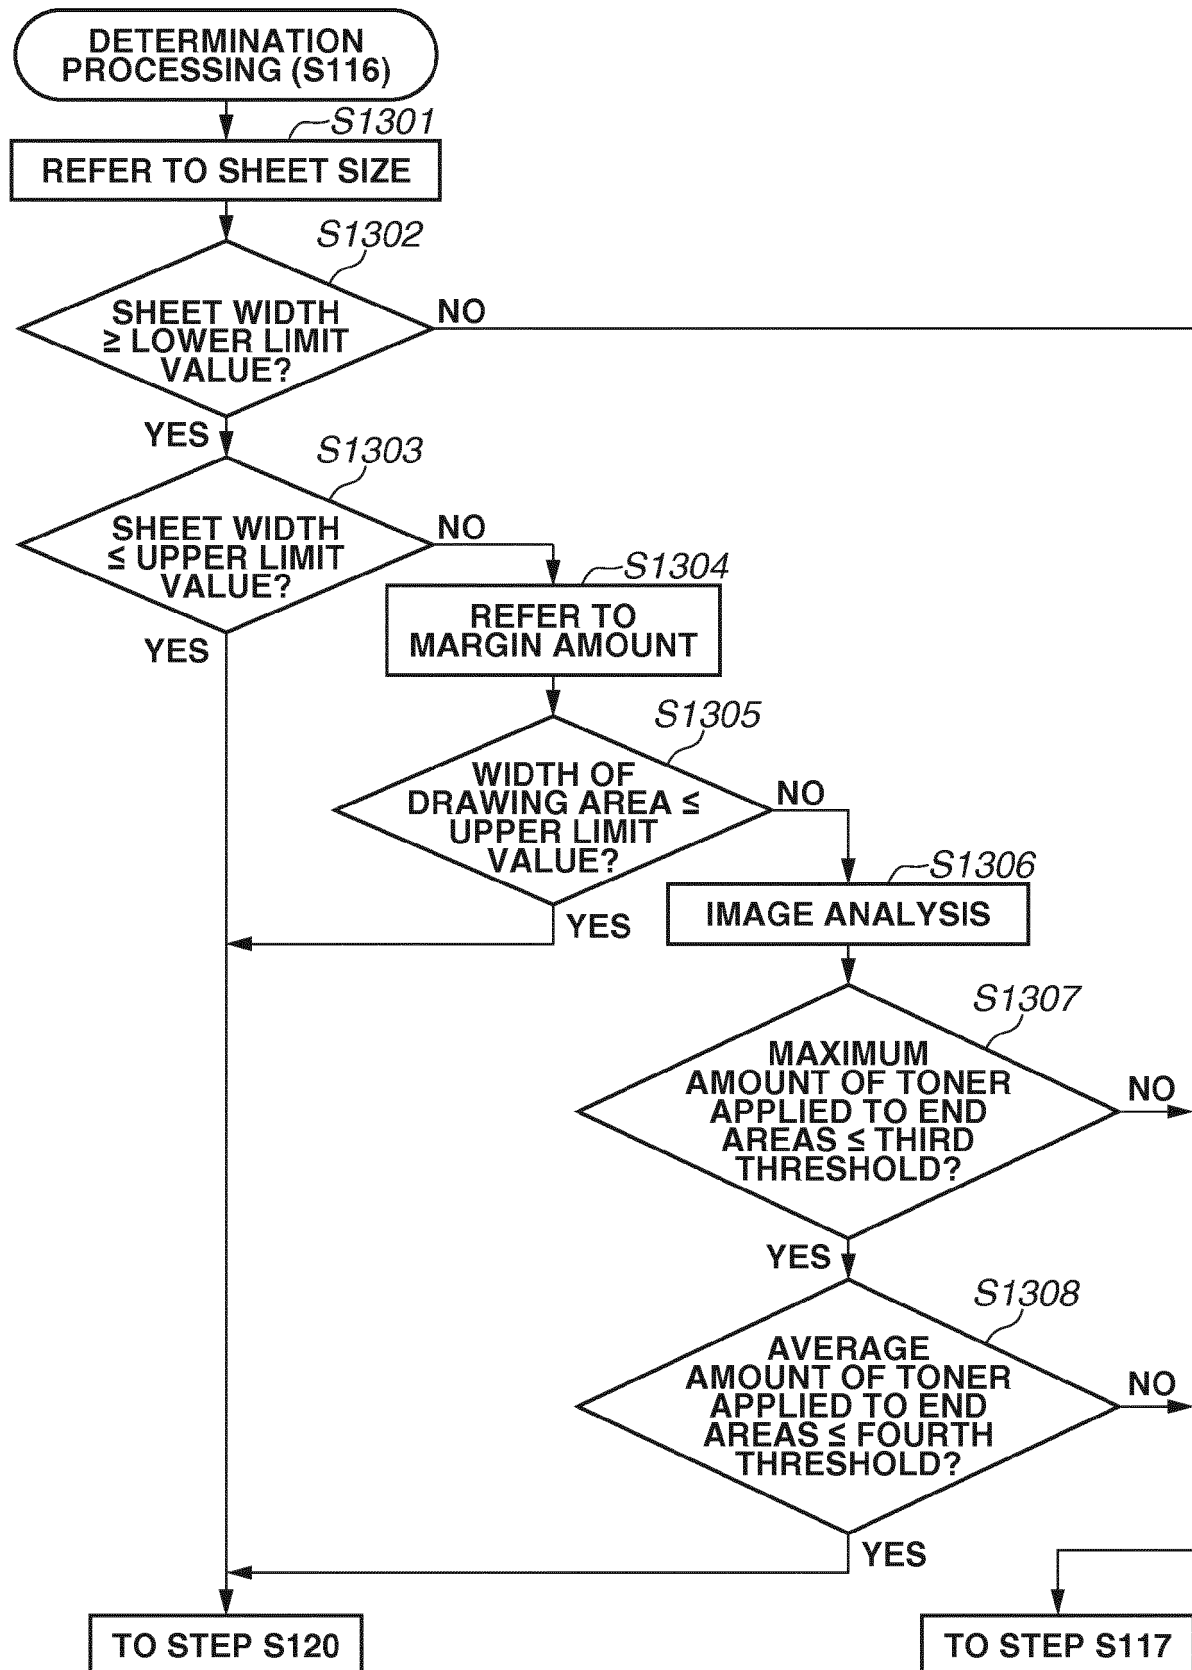 DETERMINATION
PROCESSING (S116)
S1301
REFER TO SHEET SIZE
S1302
SHEET WIDTH
≥ LOWER LIMIT
VALUE?
NO
YES
S1303
SHEET WIDTH
≤ UPPER LIMIT
VALUE?
NO
YES
S1304
REFER TO
MARGIN AMOUNT
S1305
WIDTH OF
DRAWING AREA ≤
UPPER LIMIT
VALUE?
NO
YES
S1306
IMAGE ANALYSIS
S1307
MAXIMUM
AMOUNT OF TONER
APPLIED TO END
AREAS ≤ THIRD
THRESHOLD?
NO
YES
S1308
AVERAGE
AMOUNT OF TONER
APPLIED TO END
AREAS ≤ FOURTH
THRESHOLD?
NO
YES
TO STEP S120
TO STEP S117